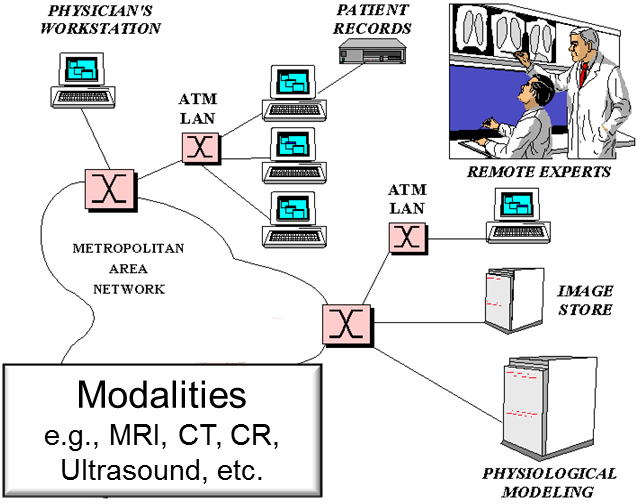 PHYSICIAN'S
WORKSTATION
PATIENT
RECORDS
ATM
LAN
REMOTE EXPERTS
ATM
LAN
METROPOLITAN
AREA
NETWORK
IMAGE
STORE
Modalities
e.g., MRI, CT, CR,
Ultrasound, etc.
PHYSIOLOGICAL
MODELING